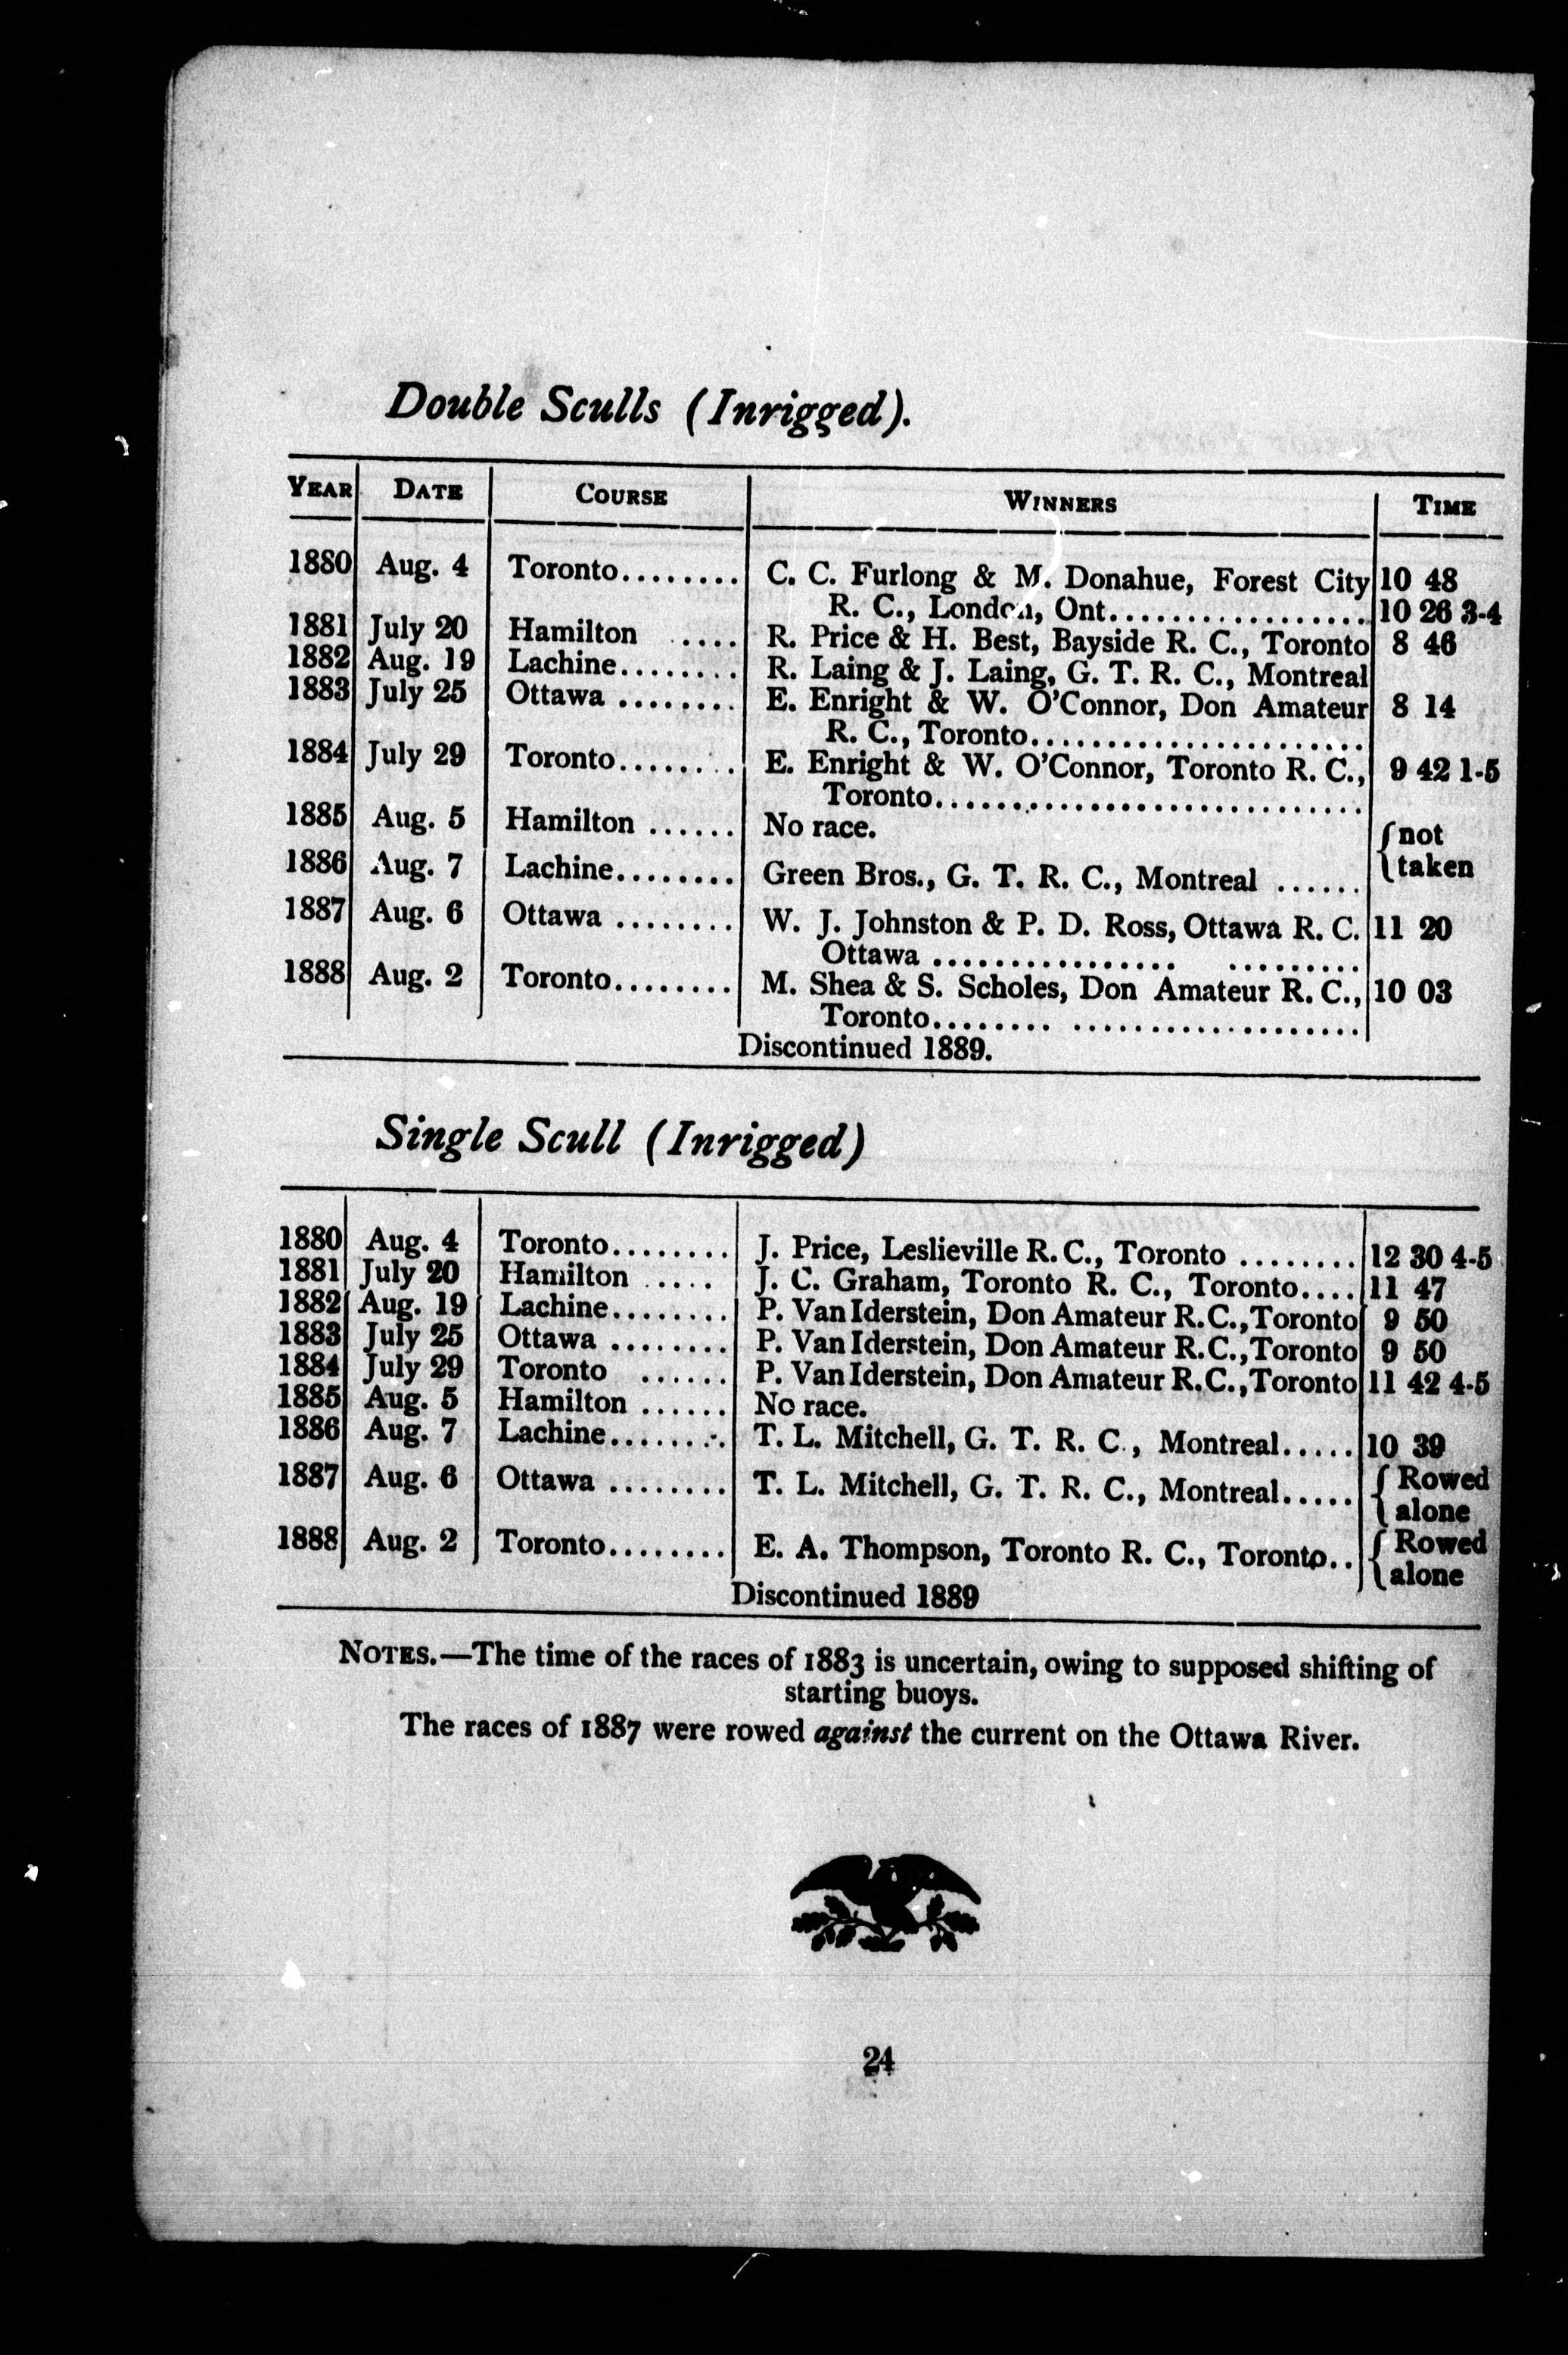 Double Sculls (Inrigged).
YEAR DATE COURSE WINNERS TIME
1880 Aug. 4 Toronto........ C. C. Furlong & M. Donahue, Forest City 10 48
R. C., London, Ont................. 10 26 3-4
1881 July 20 Hamilton .... R. Price & H. Best, Bayside R. C., Toronto 8 46
1882 Aug. 19 Lachine........ R. Laing & J. Laing, G. T. R. C., Montreal
1883 July 25 Ottawa ........ E. Enright & W. O'Connor, Don Amateur 8 14
R. C., Toronto......................
1884 July 29 Toronto........ E. Enright & W. O'Connor, Toronto R. C., 9 42 1-5
Toronto............................
1885 Aug. 5 Hamilton ...... No race. {not
1886 Aug. 7 Lachine........ Green Bros., G. T. R. C., Montreal ...... taken
1887 Aug. 6 Ottawa ........ W. J. Johnston & P. D. Ross, Ottawa R. C. 11 20
Ottawa ................ .........
1888 Aug. 2 Toronto........ M. Shea & S. Scholes, Don Amateur R. C., 10 03
Toronto........ ...................
Discontinued 1889.
Single Scull (Inrigged)
1880 Aug. 4 Toronto........ J. Price, Leslieville R. C., Toronto ........ 12 30 4-5
1881 July 20 Hamilton ..... J. C. Graham, Toronto R. C., Toronto.... 11 47
1882 Aug. 19 Lachine........ P. Van Iderstein, Don Amateur R. C., Toronto 9 50
1883 July 25 Ottawa ........ P. Van Iderstein, Don Amateur R. C., Toronto 9 50
1884 July 29 Toronto ...... P. Van Iderstein, Don Amateur R. C., Toronto 11 42 4-5
1885 Aug. 5 Hamilton ...... No race.
1886 Aug. 7 Lachine........ T. L. Mitchell, G. T. R. C., Montreal..... 10 39
1887 Aug. 6 Ottawa ........ T. L. Mitchell, G. T. R. C., Montreal..... { Rowed
alone
1888 Aug. 2 Toronto........ E. A. Thompson, Toronto R. C., Toronto.. { Rowed
alone
Discontinued 1889
NOTES.—The time of the races of 1883 is uncertain, owing to supposed shifting of
starting buoys.
The races of 1887 were rowed against the current on the Ottawa River.
24